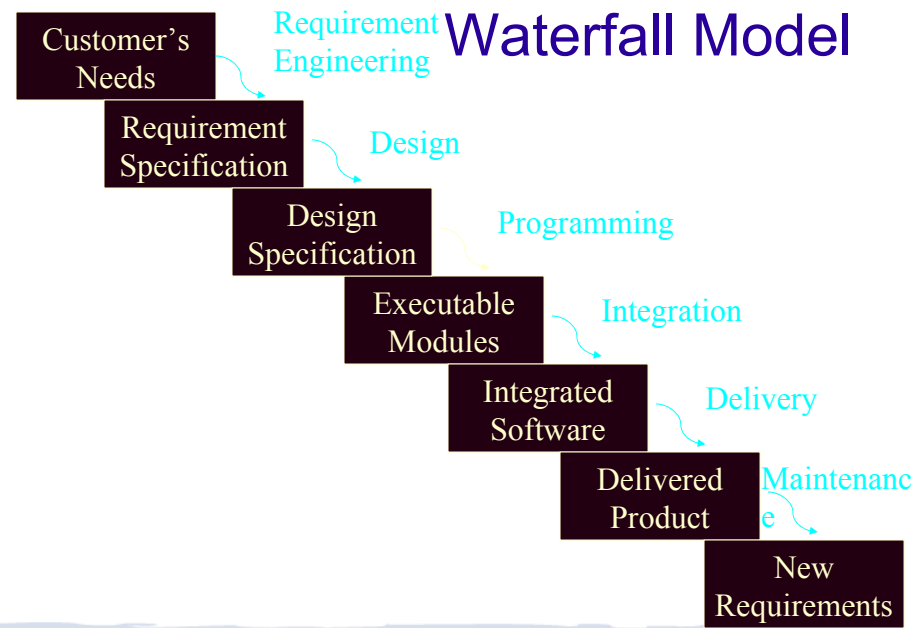 Waterfall Model
Customer’s
Needs
Requirement
Engineering
Requirement
Specification
Design
Design
Specification
Programming
Executable
Modules
Integration
Integrated
Software
Delivery
Delivered
Product
Maintenanc
e
New
Requirements